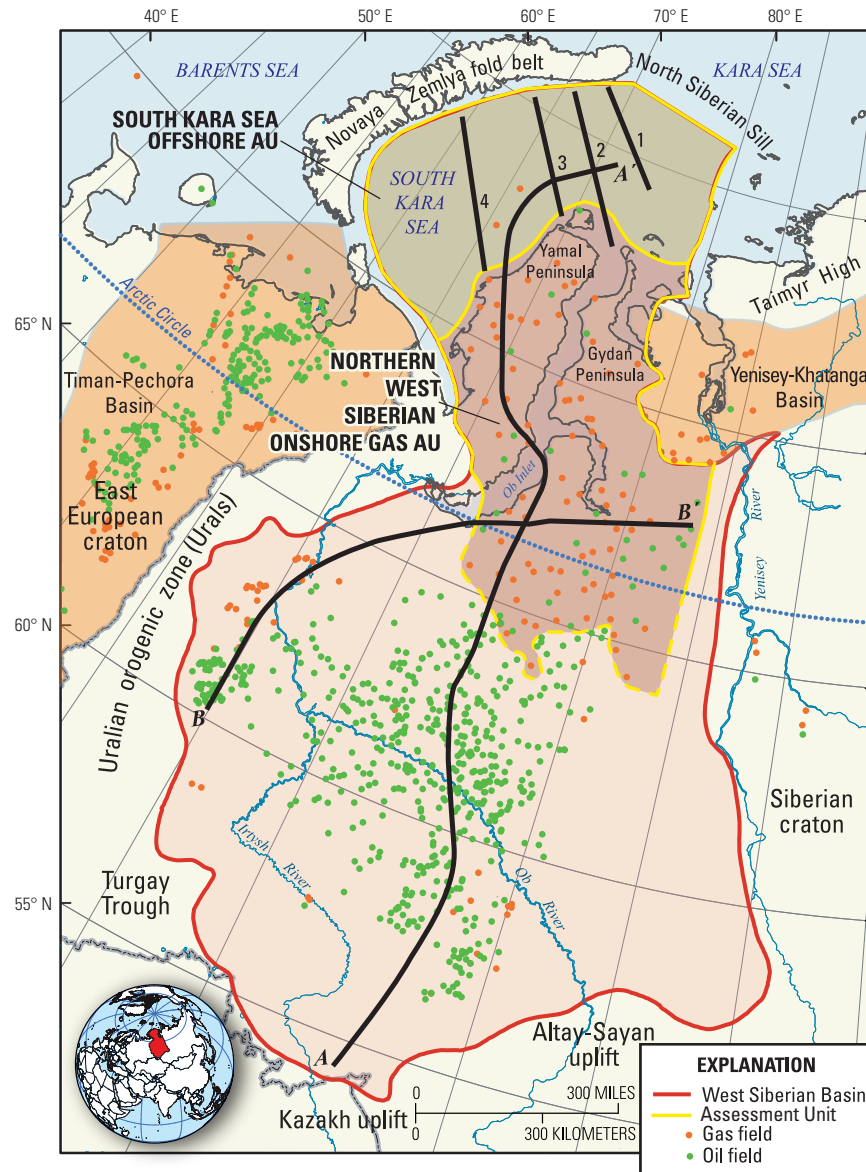 40° E
50° E
60° E
70° E
80° E
BARENTS SEA
KARA SEA
Novaya
Zemlya fold belt
North Siberian Sill
SOUTH KARA SEA
OFFSHORE AU
SOUTH
KARA
SEA
4
3
2
1
A´
Yamal
Peninsula
Taimyr High
Arctic Circle
65° N
Timan-Pechora
Basin
NORTHERN
WEST
SIBERIAN
ONSHORE GAS AU
Gydan
Peninsula
Yenisey-Khatanga
Basin
East
European
craton
Ob Inlet
B´
River
Yenisey
Uralian orogenic zone (Urals)
60° N
B
Siberian
craton
Irtysh
River
Ob
River
Turgay
Trough
55° N
A
Altay-Sayan
uplift
Kazakh uplift
0
300 MILES
0
300 KILOMETERS
EXPLANATION
West Siberian Basin
Assessment Unit
Gas field
Oil field